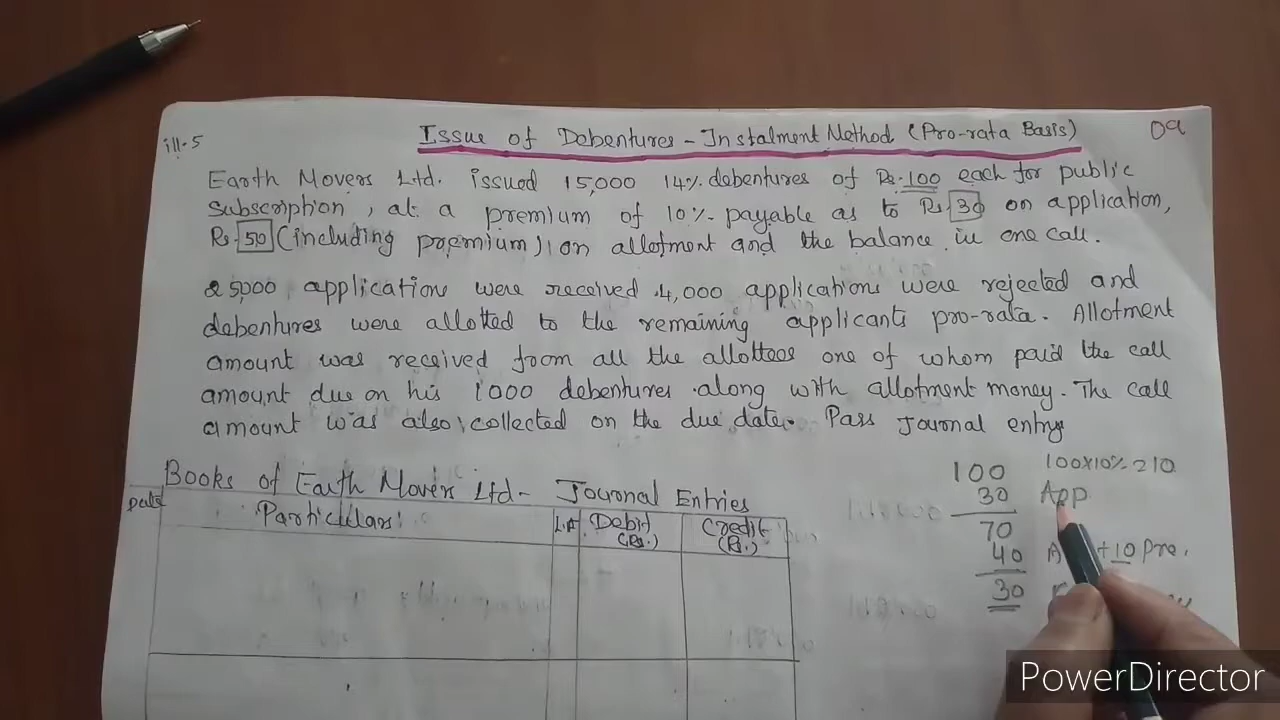 ill.5
Issue of Debentures - Instalment Method (Pro-rata Basis)
Earth Movers Ltd. issued 15,000 14% debentures of Rs.100 each for public
Subscription, at a premium of 10% payable as to Rs.30 on application,
Rs.50 (including premium) on allotment and the balance in one call.
25000 applications were received 4,000 applications were rejected and
debentures were allotted to the remaining applicants pro-rata. Allotment
amount was received from all the allottees one of whom paid the call
amount due on his 1000 debentures along with allotment money. The call
amount was also collected on the due date. Pass Journal entry
100 100x10% = 10
30 App
70
40 +10 Pre.
30
Books of Earth Movers Ltd - Journal Entries
Date Particulars L.F Debit (Rs.) Credit (Rs.)
PowerDirector